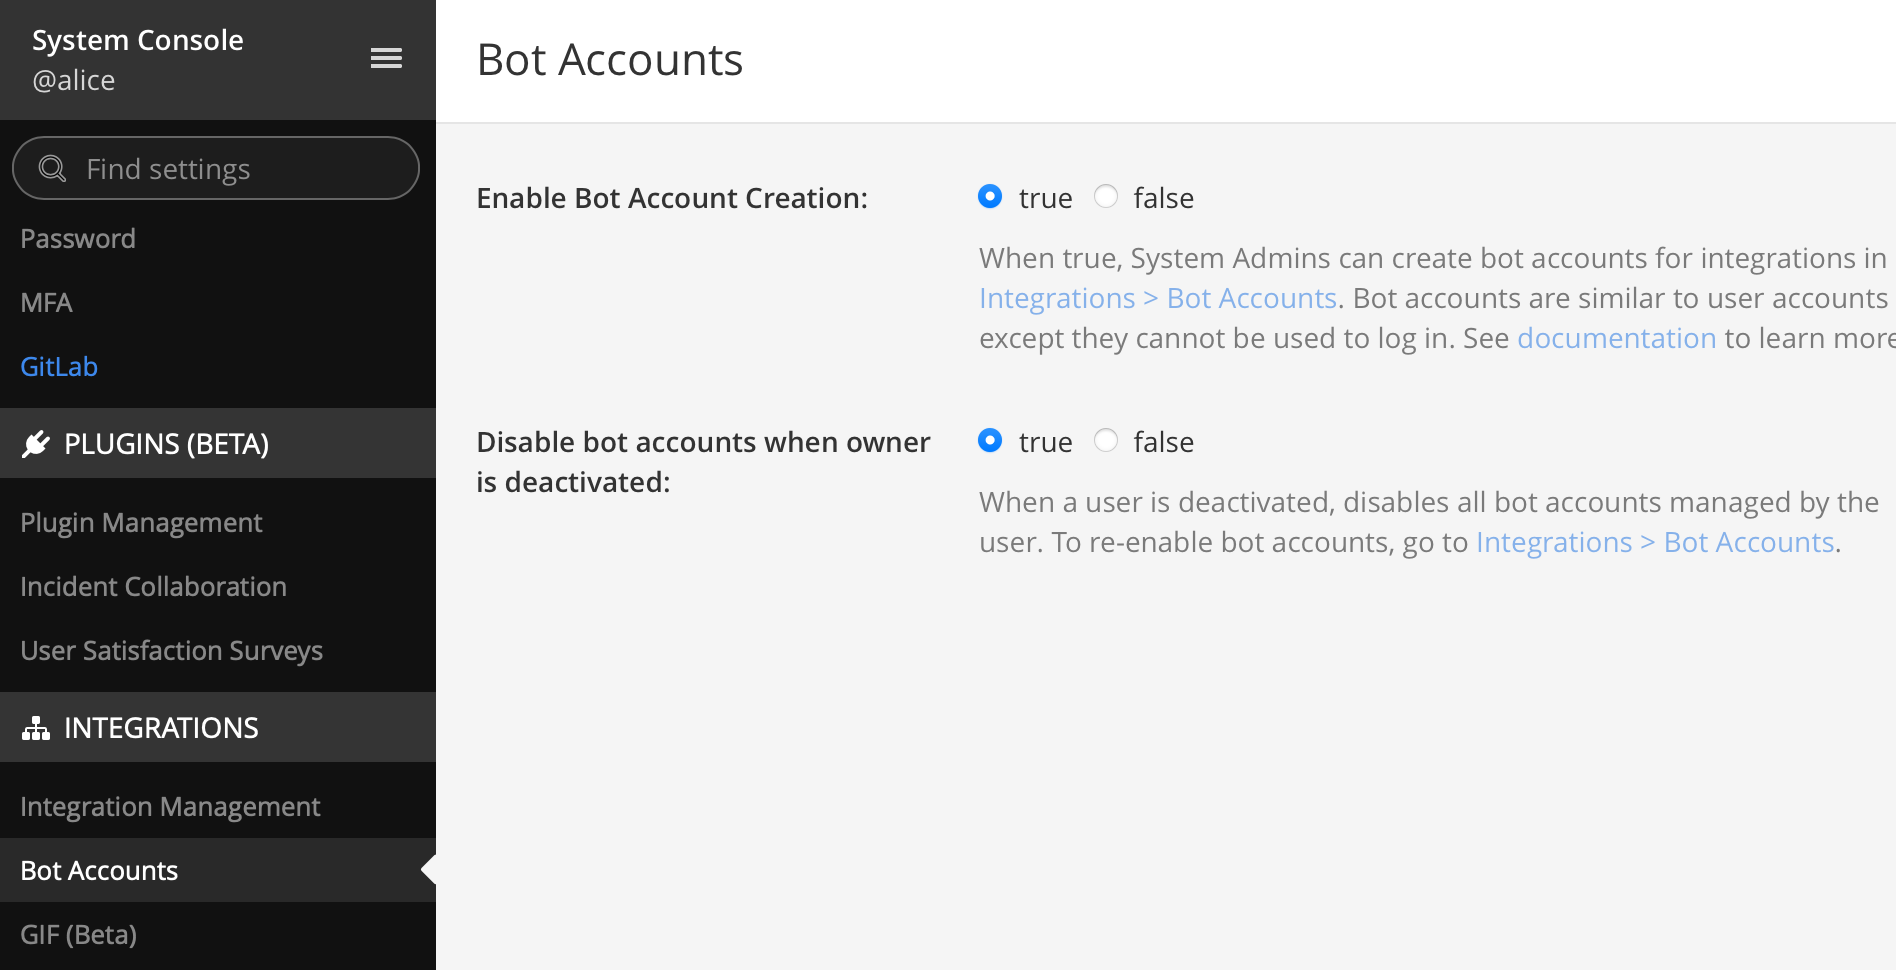 System Console
@alice
Find settings
Password
MFA
GitLab
PLUGINS (BETA)
Plugin Management
Incident Collaboration
User Satisfaction Surveys
INTEGRATIONS
Integration Management
Bot Accounts
GIF (Beta)
Bot Accounts
Enable Bot Account Creation:
true false
When true, System Admins can create bot accounts for integrations in
Integrations > Bot Accounts. Bot accounts are similar to user accounts
except they cannot be used to log in. See documentation to learn more
Disable bot accounts when owner
is deactivated:
true false
When a user is deactivated, disables all bot accounts managed by the
user. To re-enable bot accounts, go to Integrations > Bot Accounts.